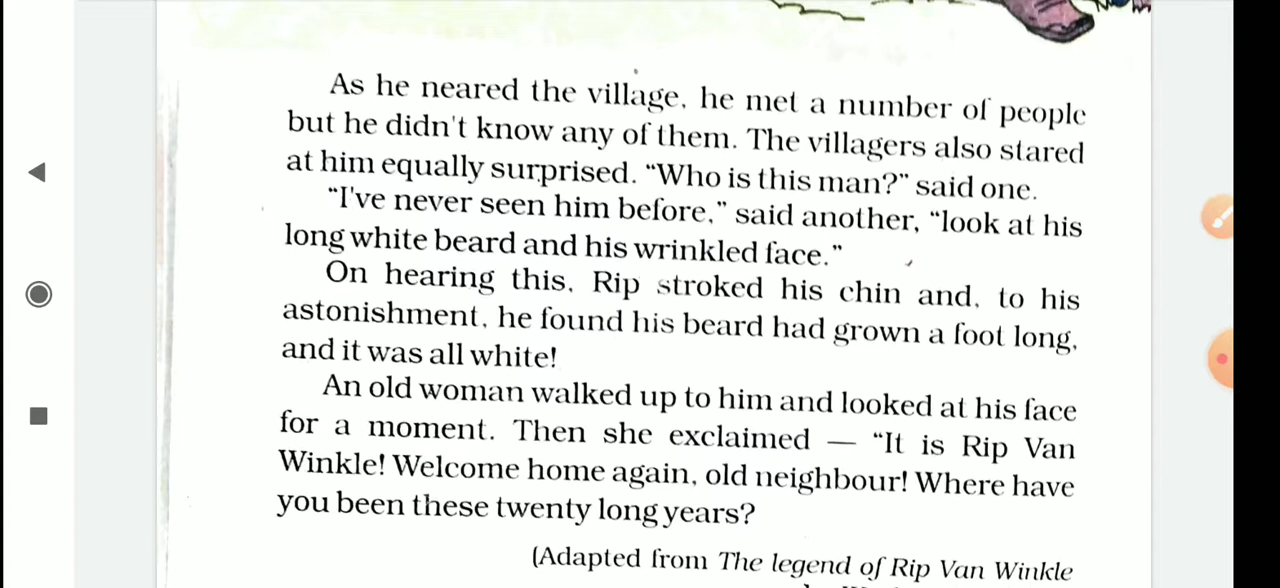 As he neared the village, he met a number of people
but he didn't know any of them. The villagers also stared
at him equally surprised. “Who is this man?” said one.
“I've never seen him before,” said another, “look at his
long white beard and his wrinkled face.”
On hearing this, Rip stroked his chin and, to his
astonishment, he found his beard had grown a foot long,
and it was all white!
An old woman walked up to him and looked at his face
for a moment. Then she exclaimed — “It is Rip Van
Winkle! Welcome home again, old neighbour! Where have
you been these twenty long years?
(Adapted from The legend of Rip Van Winkle